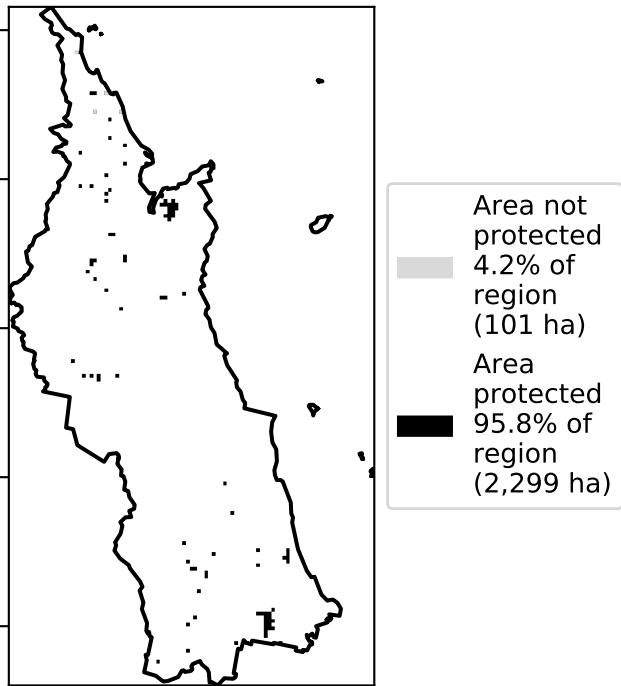 Area not
protected
4.2% of
region
(101 ha)
Area
protected
95.8% of
region
(2,299 ha)